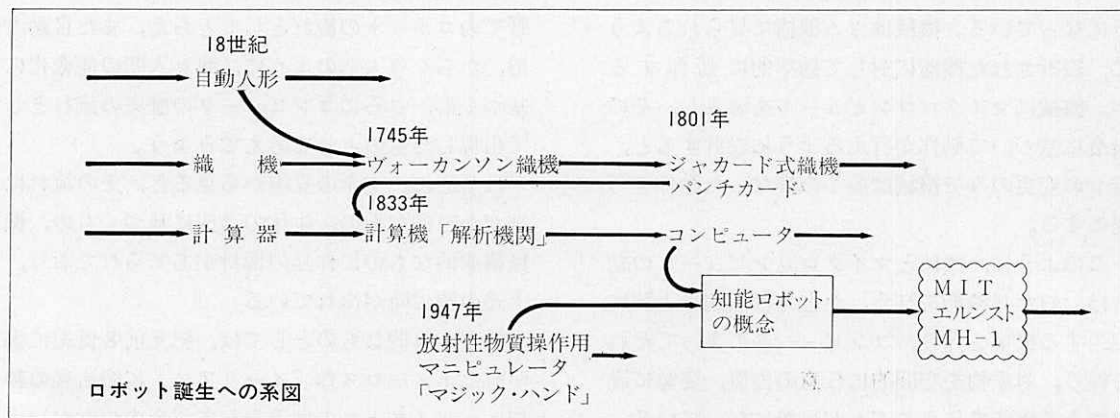 18世紀
自動人形
1745年
1801年
織機
ヴォーカンソン織機
ジャカード式織機
パンチカード
1833年
計算器
計算機「解析機関」
コンピュータ
知能ロボット
の概念
MIT
エルンスト
MH-1
1947年
放射性物質操作用
マニピュレータ
「マジック・ハンド」
ロボット誕生への系図